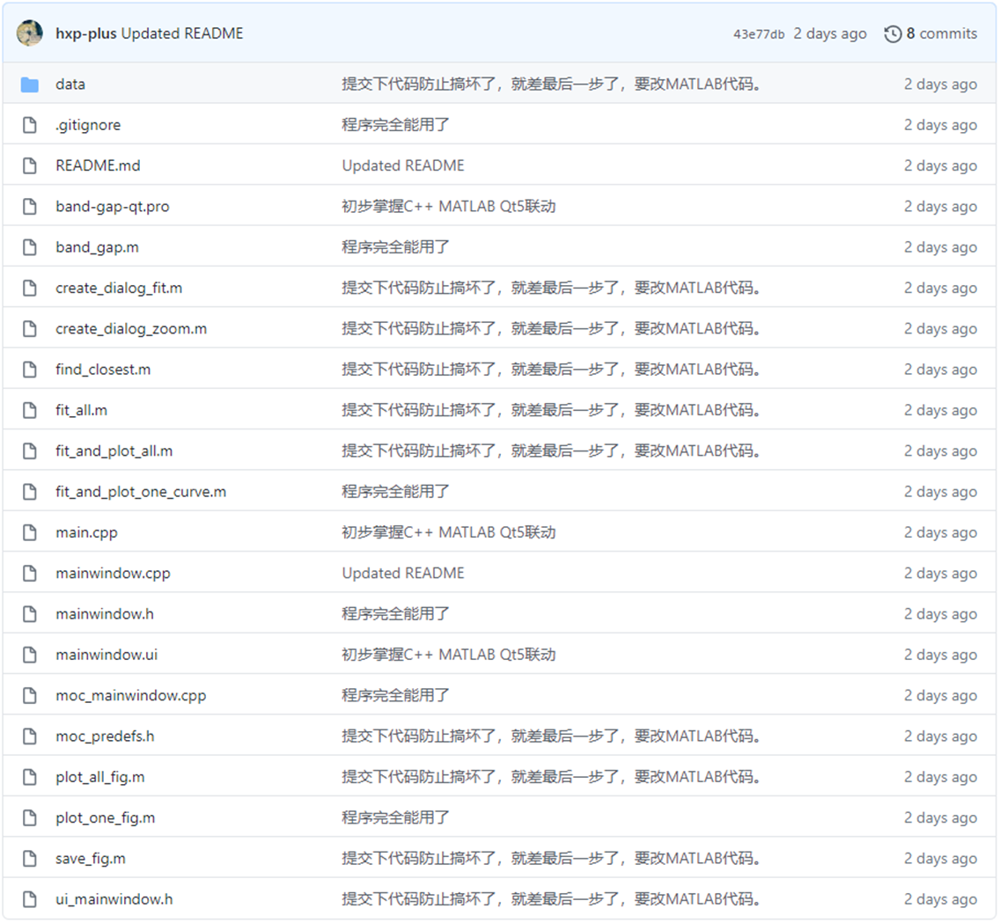 hxp-plus Updated README 43e77db 2 days ago 8 commits
data 提交下代码防止搞坏了，就差最后一步了，要改MATLAB代码。 2 days ago
.gitignore 程序完全能用了 2 days ago
README.md Updated README 2 days ago
band-gap-qt.pro 初步掌握C++ MATLAB Qt5联动 2 days ago
band_gap.m 程序完全能用了 2 days ago
create_dialog_fit.m 提交下代码防止搞坏了，就差最后一步了，要改MATLAB代码。 2 days ago
create_dialog_zoom.m 提交下代码防止搞坏了，就差最后一步了，要改MATLAB代码。 2 days ago
find_closest.m 提交下代码防止搞坏了，就差最后一步了，要改MATLAB代码。 2 days ago
fit_all.m 提交下代码防止搞坏了，就差最后一步了，要改MATLAB代码。 2 days ago
fit_and_plot_all.m 提交下代码防止搞坏了，就差最后一步了，要改MATLAB代码。 2 days ago
fit_and_plot_one_curve.m 程序完全能用了 2 days ago
main.cpp 初步掌握C++ MATLAB Qt5联动 2 days ago
mainwindow.cpp Updated README 2 days ago
mainwindow.h 程序完全能用了 2 days ago
mainwindow.ui 初步掌握C++ MATLAB Qt5联动 2 days ago
moc_mainwindow.cpp 程序完全能用了 2 days ago
moc_predefs.h 提交下代码防止搞坏了，就差最后一步了，要改MATLAB代码。 2 days ago
plot_all_fig.m 提交下代码防止搞坏了，就差最后一步了，要改MATLAB代码。 2 days ago
plot_one_fig.m 程序完全能用了 2 days ago
save_fig.m 提交下代码防止搞坏了，就差最后一步了，要改MATLAB代码。 2 days ago
ui_mainwindow.h 提交下代码防止搞坏了，就差最后一步了，要改MATLAB代码。 2 days ago